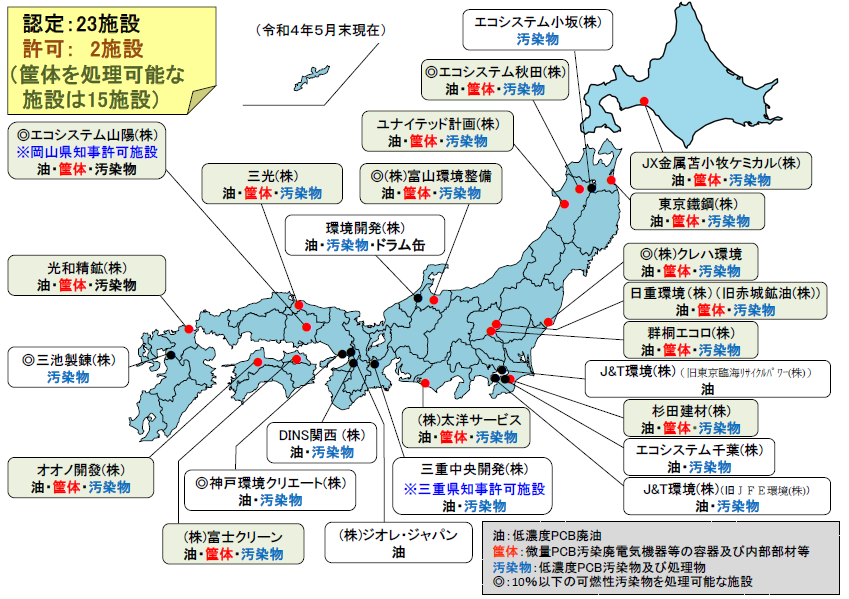 認定：23施設
許可： 2施設
（筐体を処理可能な
施設は15施設）
（令和４年５月末現在）
エコシステム小坂（株）
汚染物
◎エコシステム秋田（株）
油・筐体・汚染物
ユナイテッド計画（株）
油・筐体・汚染物
◎エコシステム山陽（株）
※岡山県知事許可施設
油・筐体・汚染物
三光（株）
油・筐体・汚染物
◎（株）富山環境整備
油・筐体・汚染物
JX金属苫小牧ケミカル（株）
油・筐体・汚染物
東京鐵鋼（株）
油・筐体・汚染物
環境開発（株）
油・汚染物・ドラム缶
◎（株）クレハ環境
油・筐体・汚染物
光和精鉱（株）
油・筐体・汚染物
日重環境（株）（旧赤城鉱油（株））
油・筐体・汚染物
群桐エコロ（株）
油・筐体・汚染物
◎三池製錬（株）
汚染物
J&T環境（株）（旧東京臨海ﾘｻｲｸﾙﾊﾟﾜｰ（株））
油
杉田建材（株）
油・筐体・汚染物
（株）太洋サービス
油・筐体・汚染物
DINS関西（株）
油・汚染物
エコシステム千葉（株）
油・汚染物
オオノ開發（株）
油・筐体・汚染物
◎神戸環境クリエート（株）
油・汚染物
三重中央開発（株）
※三重県知事許可施設
油・汚染物
J&T環境（株）（旧ＪＦＥ環境（株））
油・汚染物
（株）富士クリーン
油・筐体・汚染物
（株）ジオレ・ジャパン
油
油：低濃度PCB廃油
筐体：微量PCB汚染廃電気機器等の容器及び内部部材等
汚染物：低濃度PCB汚染物及び処理物
◎：10％以下の可燃性汚染物を処理可能な施設